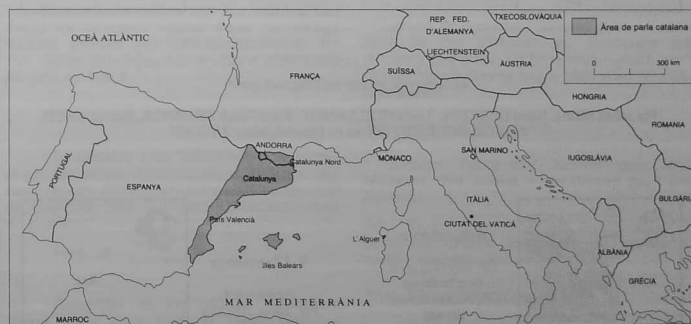 OCEÀ ATLÀNTIC
REP. FED.
D'ALEMANYA
TXECOSLOVÀQUIA
Àrea de parla catalana
0 300 km
LIECHTENSTEIN
ÀUSTRIA
SUÏSSA
FRANÇA
HONGRIA
ROMANIA
ANDORRA
Catalunya Nord
MÒNACO
SAN MARINO
IUGOSLÀVIA
PORTUGAL
ESPANYA
Catalunya
BULGÀRIA
ITÀLIA
CIUTAT DEL VATICÀ
País Valencià
L'Alguer
Illes Balears
ALBÀNIA
GRÈCIA
MAR MEDITERRÀNIA
MARROC